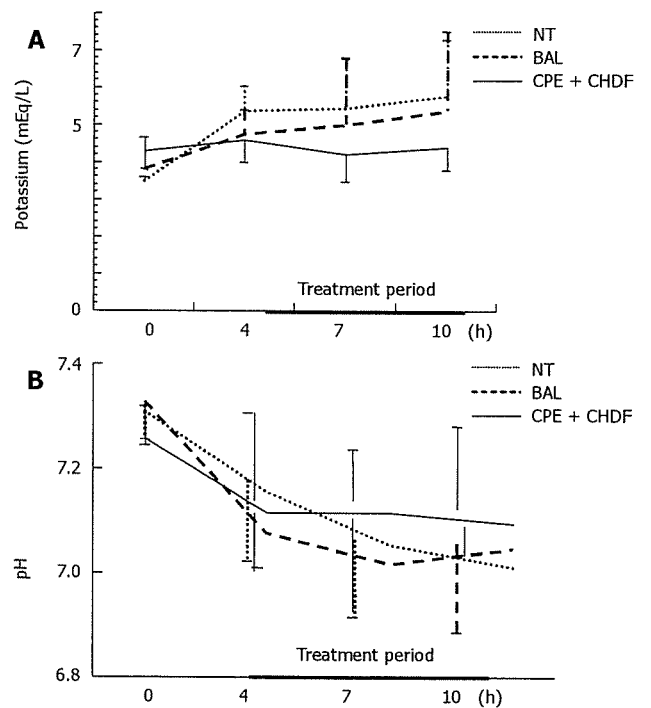 A
Potassium (mEq/L)
7
5
0
NT
BAL
CPE + CHDF
Treatment period
0 4 7 10 (h)
B
pH
7.4
7.2
7.0
6.8
NT
BAL
CPE + CHDF
Treatment period
0 4 7 10 (h)